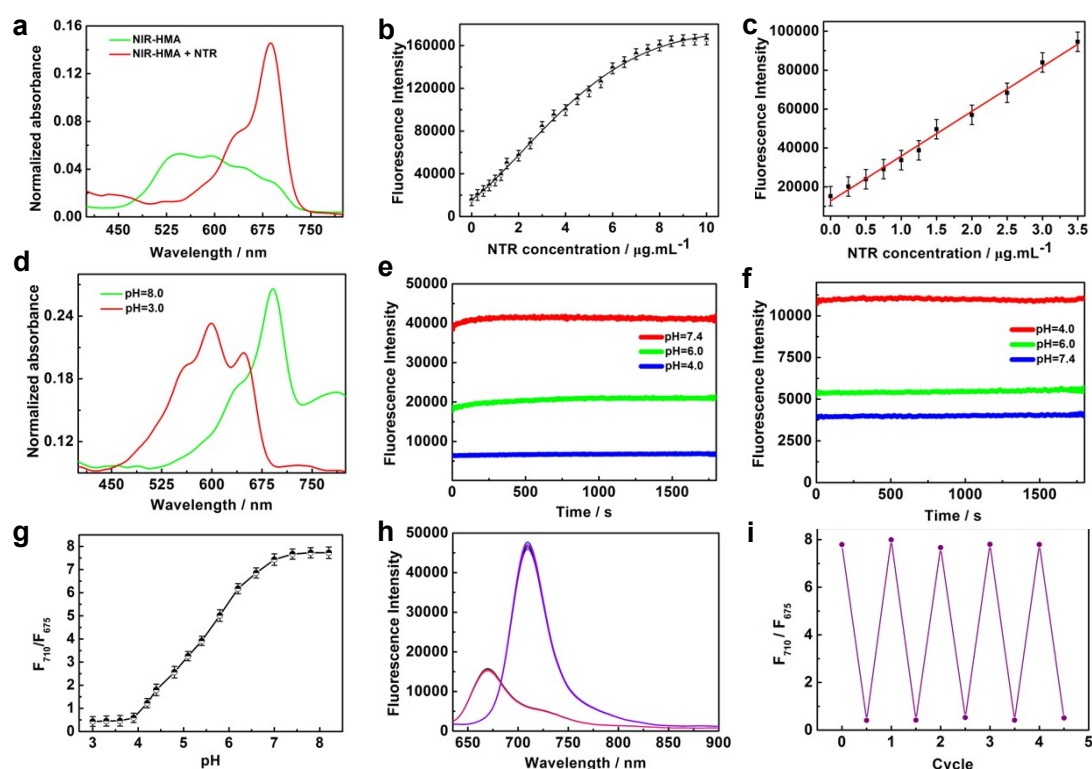 a
0.16
0.12
0.08
0.04
0.00
Normalized absorbance
NIR-HMA
NIR-HMA + NTR
450
550
650
750
Wavelength / nm
b
160000
120000
80000
40000
0
Fluorescence Intensity
0
2
4
6
8
10
NTR concentration / μg.mL-1
c
100000
80000
60000
40000
20000
0
Fluorescence Intensity
0.0
0.5
1.0
1.5
2.0
2.5
3.0
3.5
NTR concentration / μg.mL-1
d
0.24
0.18
0.12
Normalized absorbance
pH=8.0
pH=3.0
450
550
650
750
Wavelength / nm
e
50000
40000
30000
20000
10000
0
Fluorescence Intensity
pH=7.4
pH=6.0
pH=4.0
0
500
1000
1500
Time / s
f
10000
7500
5000
2500
0
Fluorescence Intensity
pH=4.0
pH=6.0
pH=7.4
0
500
1000
1500
Time / s
g
8
7
6
5
4
3
2
1
0
F710/F675
3
4
5
6
7
8
pH
h
50000
40000
30000
20000
10000
0
Fluorescence Intensity
650
700
750
800
850
900
Wavelength / nm
i
8
6
4
2
0
F710 / F675
0
1
2
3
4
5
Cycle